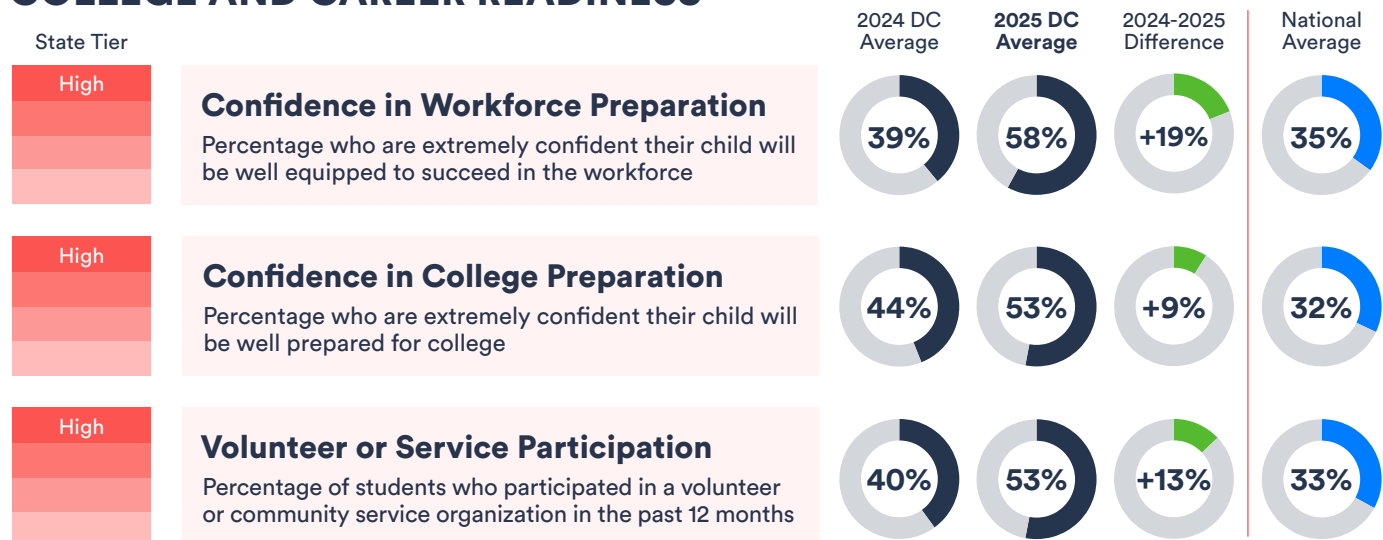 COLLEGE AND CAREER READINESS
State Tier
2024 DC
Average
2025 DC
Average
2024-2025
Difference
National
Average
High
Confidence in Workforce Preparation
Percentage who are extremely confident their child will
be well equipped to succeed in the workforce
39%
58%
+19%
35%
High
Confidence in College Preparation
Percentage who are extremely confident their child will
be well prepared for college
44%
53%
+9%
32%
High
Volunteer or Service Participation
Percentage of students who participated in a volunteer
or community service organization in the past 12 months
40%
53%
+13%
33%